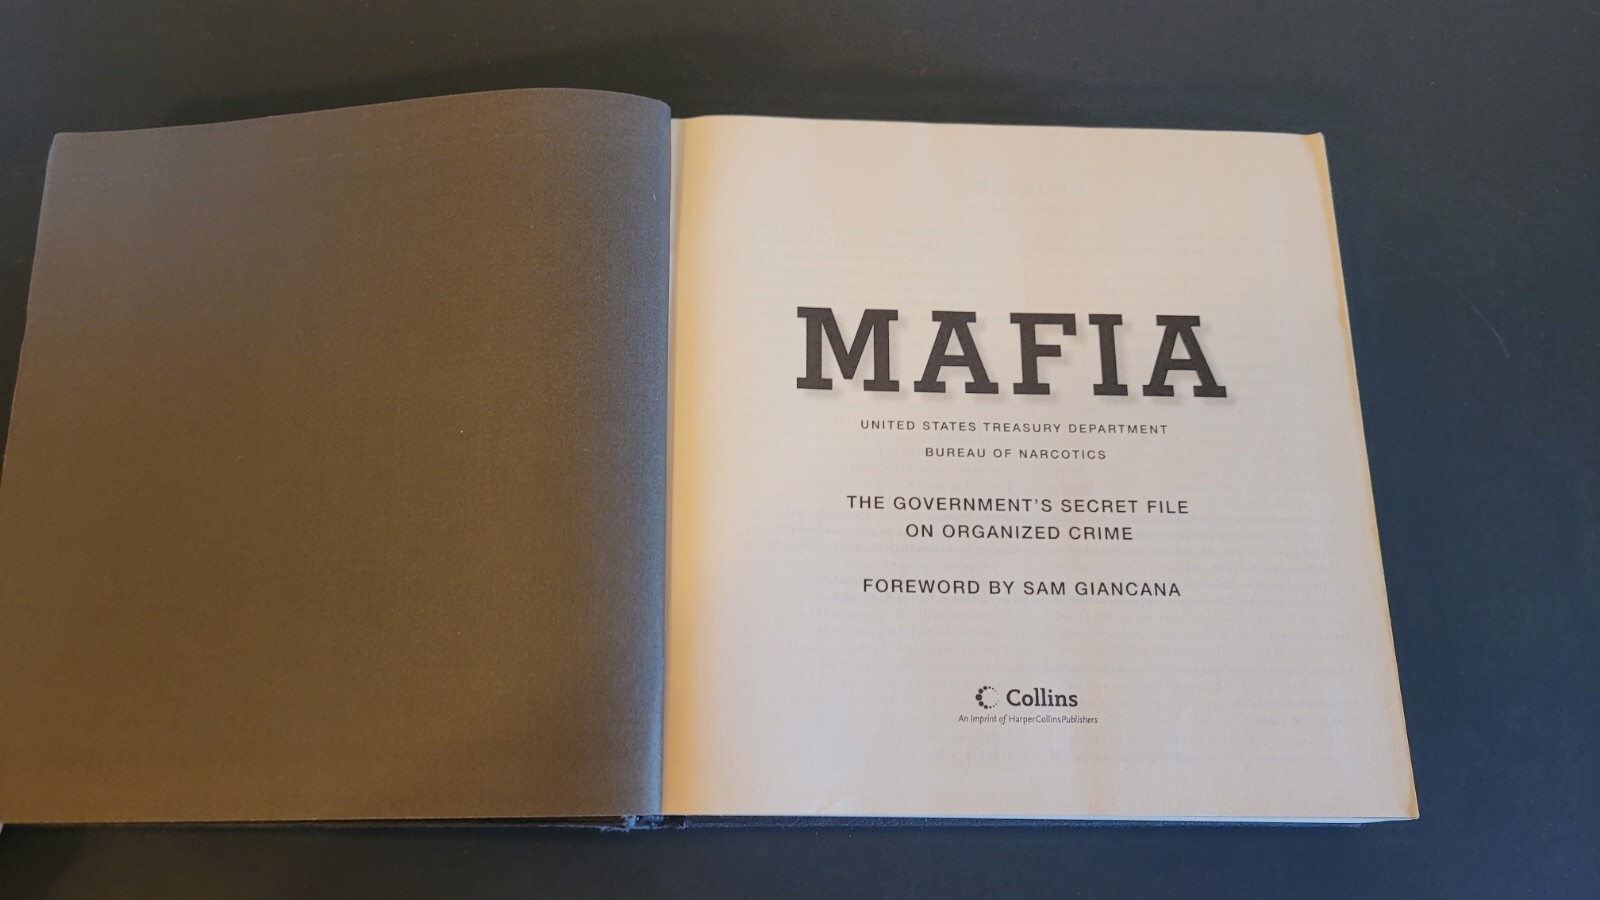 MAFIA
UNITED STATES TREASURY DEPARTMENT
BUREAU OF NARCOTICS
THE GOVERNMENT'S SECRET FILE
ON ORGANIZED CRIME
FOREWORD BY SAM GIANCANA
Collins
An Imprint of HarperCollinsPublishers